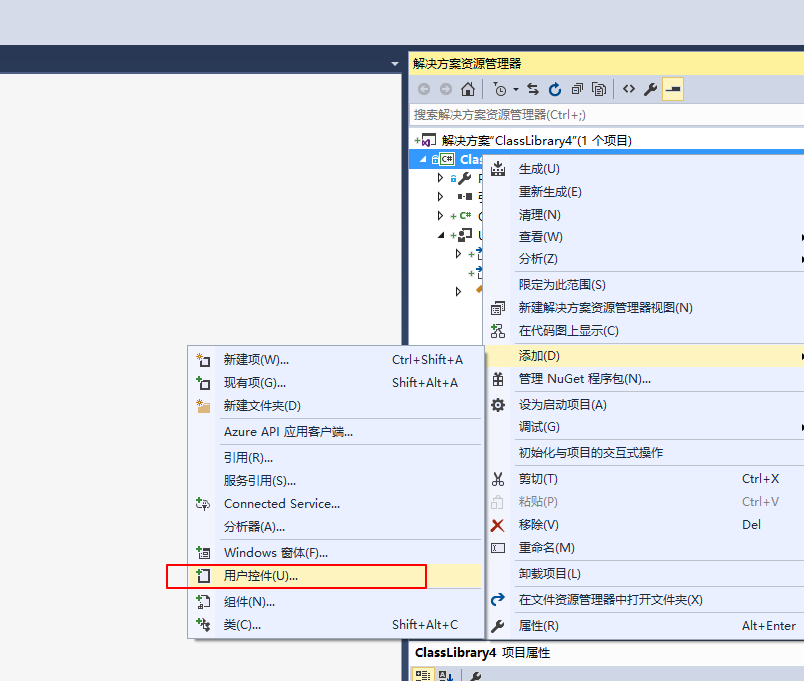 解决方案资源管理器
搜索解决方案资源管理器(Ctrl+;)
解决方案"ClassLibrary4"(1 个项目)
C# Clas
生成(U)
重新生成(E)
清理(N)
查看(W)
分析(Z)
限定为此范围(S)
新建解决方案资源管理器视图(N)
在代码图上显示(C)
添加(D)
管理 NuGet 程序包(N)...
设为启动项目(A)
调试(G)
初始化与项目的交互式操作
剪切(T) Ctrl+X
粘贴(P) Ctrl+V
移除(V) Del
重命名(M)
卸载项目(L)
在文件资源管理器中打开文件夹(X)
属性(R) Alt+Enter
新建项(W)... Ctrl+Shift+A
现有项(G)... Shift+Alt+A
新建文件夹(D)
Azure API 应用客户端...
引用(R)...
服务引用(S)...
Connected Service...
分析器(A)...
Windows 窗体(F)...
用户控件(U)...
组件(N)...
类(C)... Shift+Alt+C
ClassLibrary4 项目属性